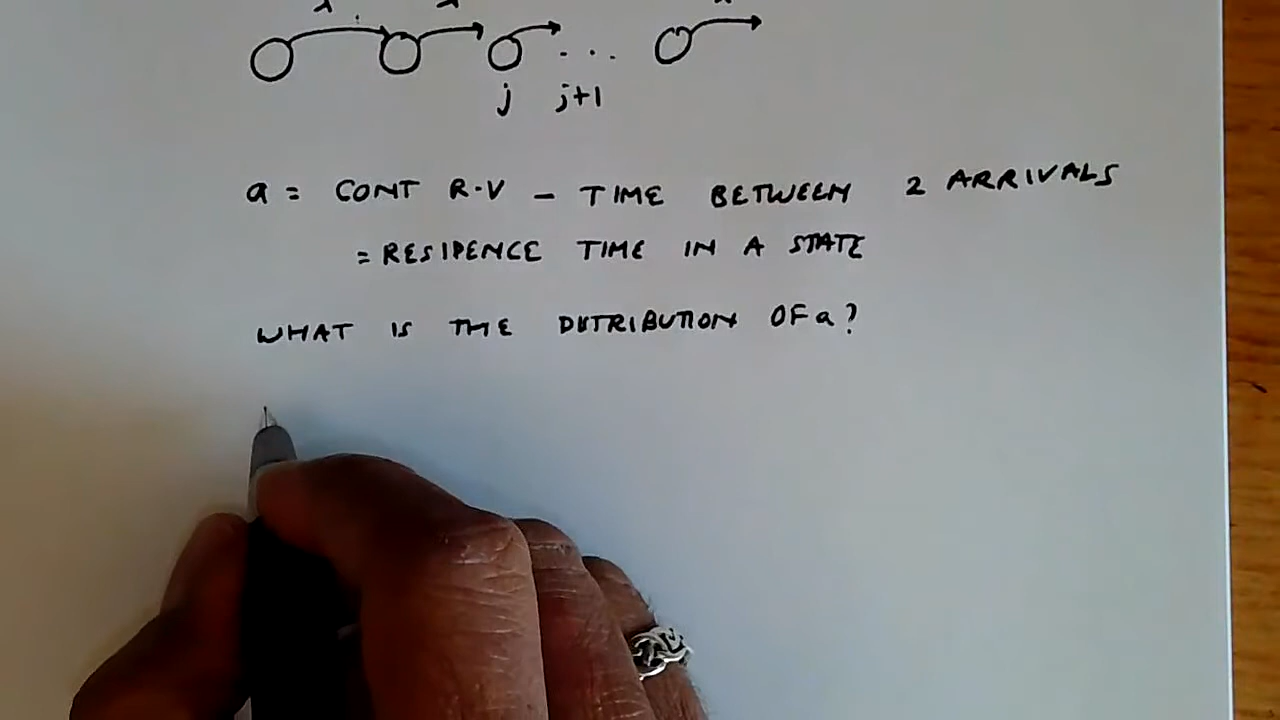 λ λ λ
j j+1
a = CONT R.V - TIME BETWEEN 2 ARRIVALS
= RESIDENCE TIME IN A STATE
WHAT IS THE DISTRIBUTION OF a?